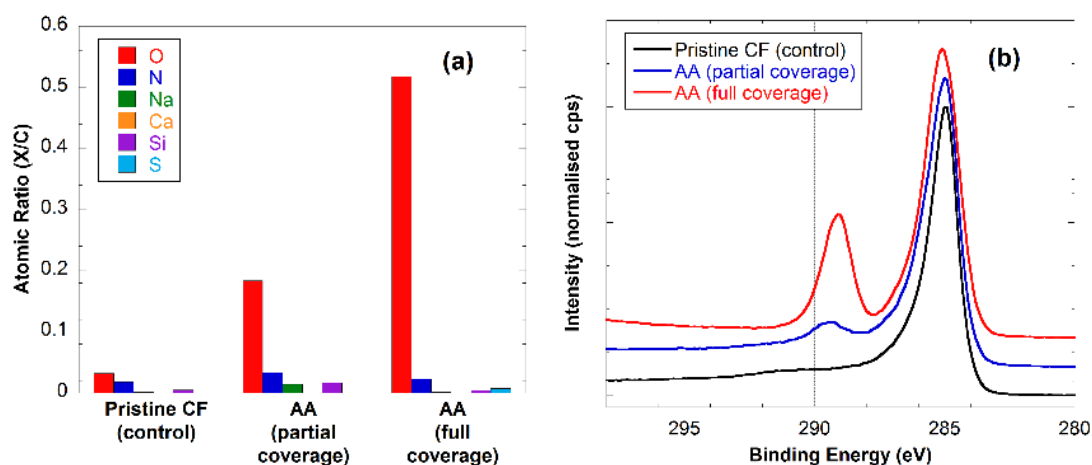 0.6
0.5
0.4
0.3
0.2
0.1
0
Atomic Ratio (X/C)
O
N
Na
Ca
Si
S
(a)
Pristine CF
(control)
AA
(partial
coverage)
AA
(full
coverage)
Intensity (normalised cps)
Pristine CF (control)
AA (partial coverage)
AA (full coverage)
(b)
295
290
285
280
Binding Energy (eV)